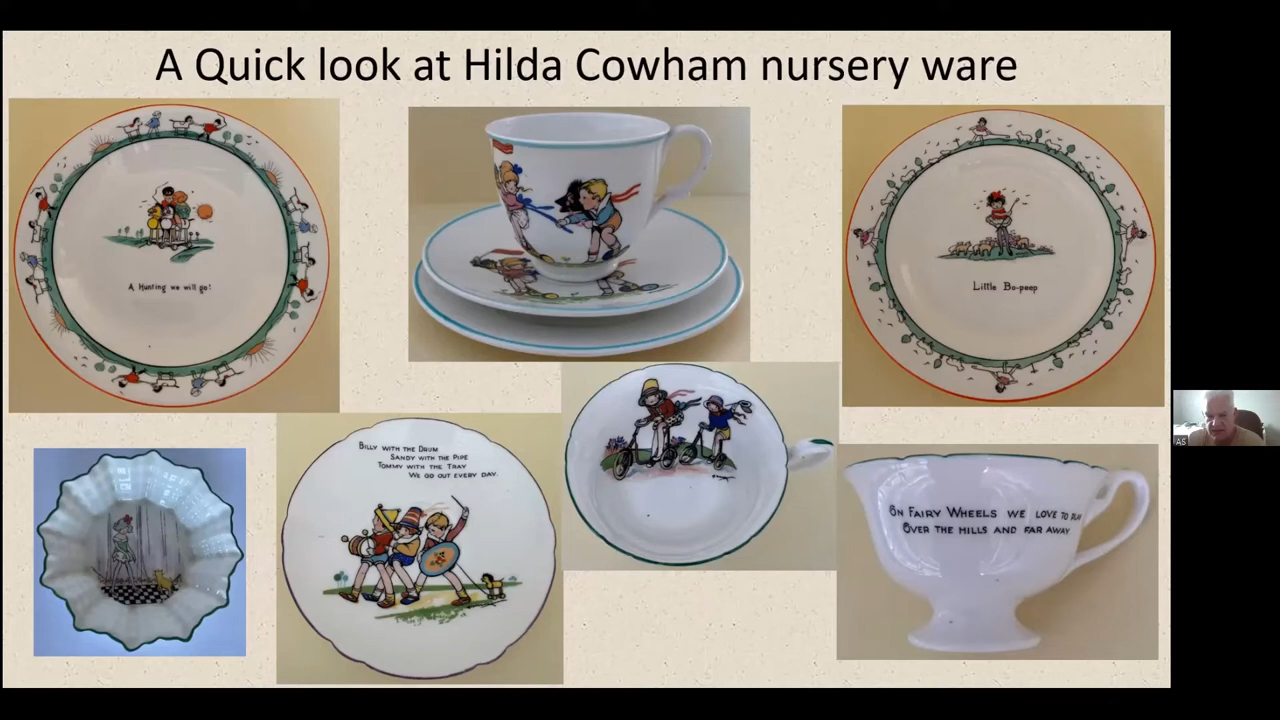 A Quick look at Hilda Cowham nursery ware
A Hunting we will go!
Little Bo-peep
BILLY WITH THE DRUM
SANDY WITH THE PIPE
TOMMY WITH THE TRAY
WE GO OUT EVERY DAY.
ON FAIRY WHEELS WE LOVE TO
OVER THE HILLS AND FAR AWAY
AS